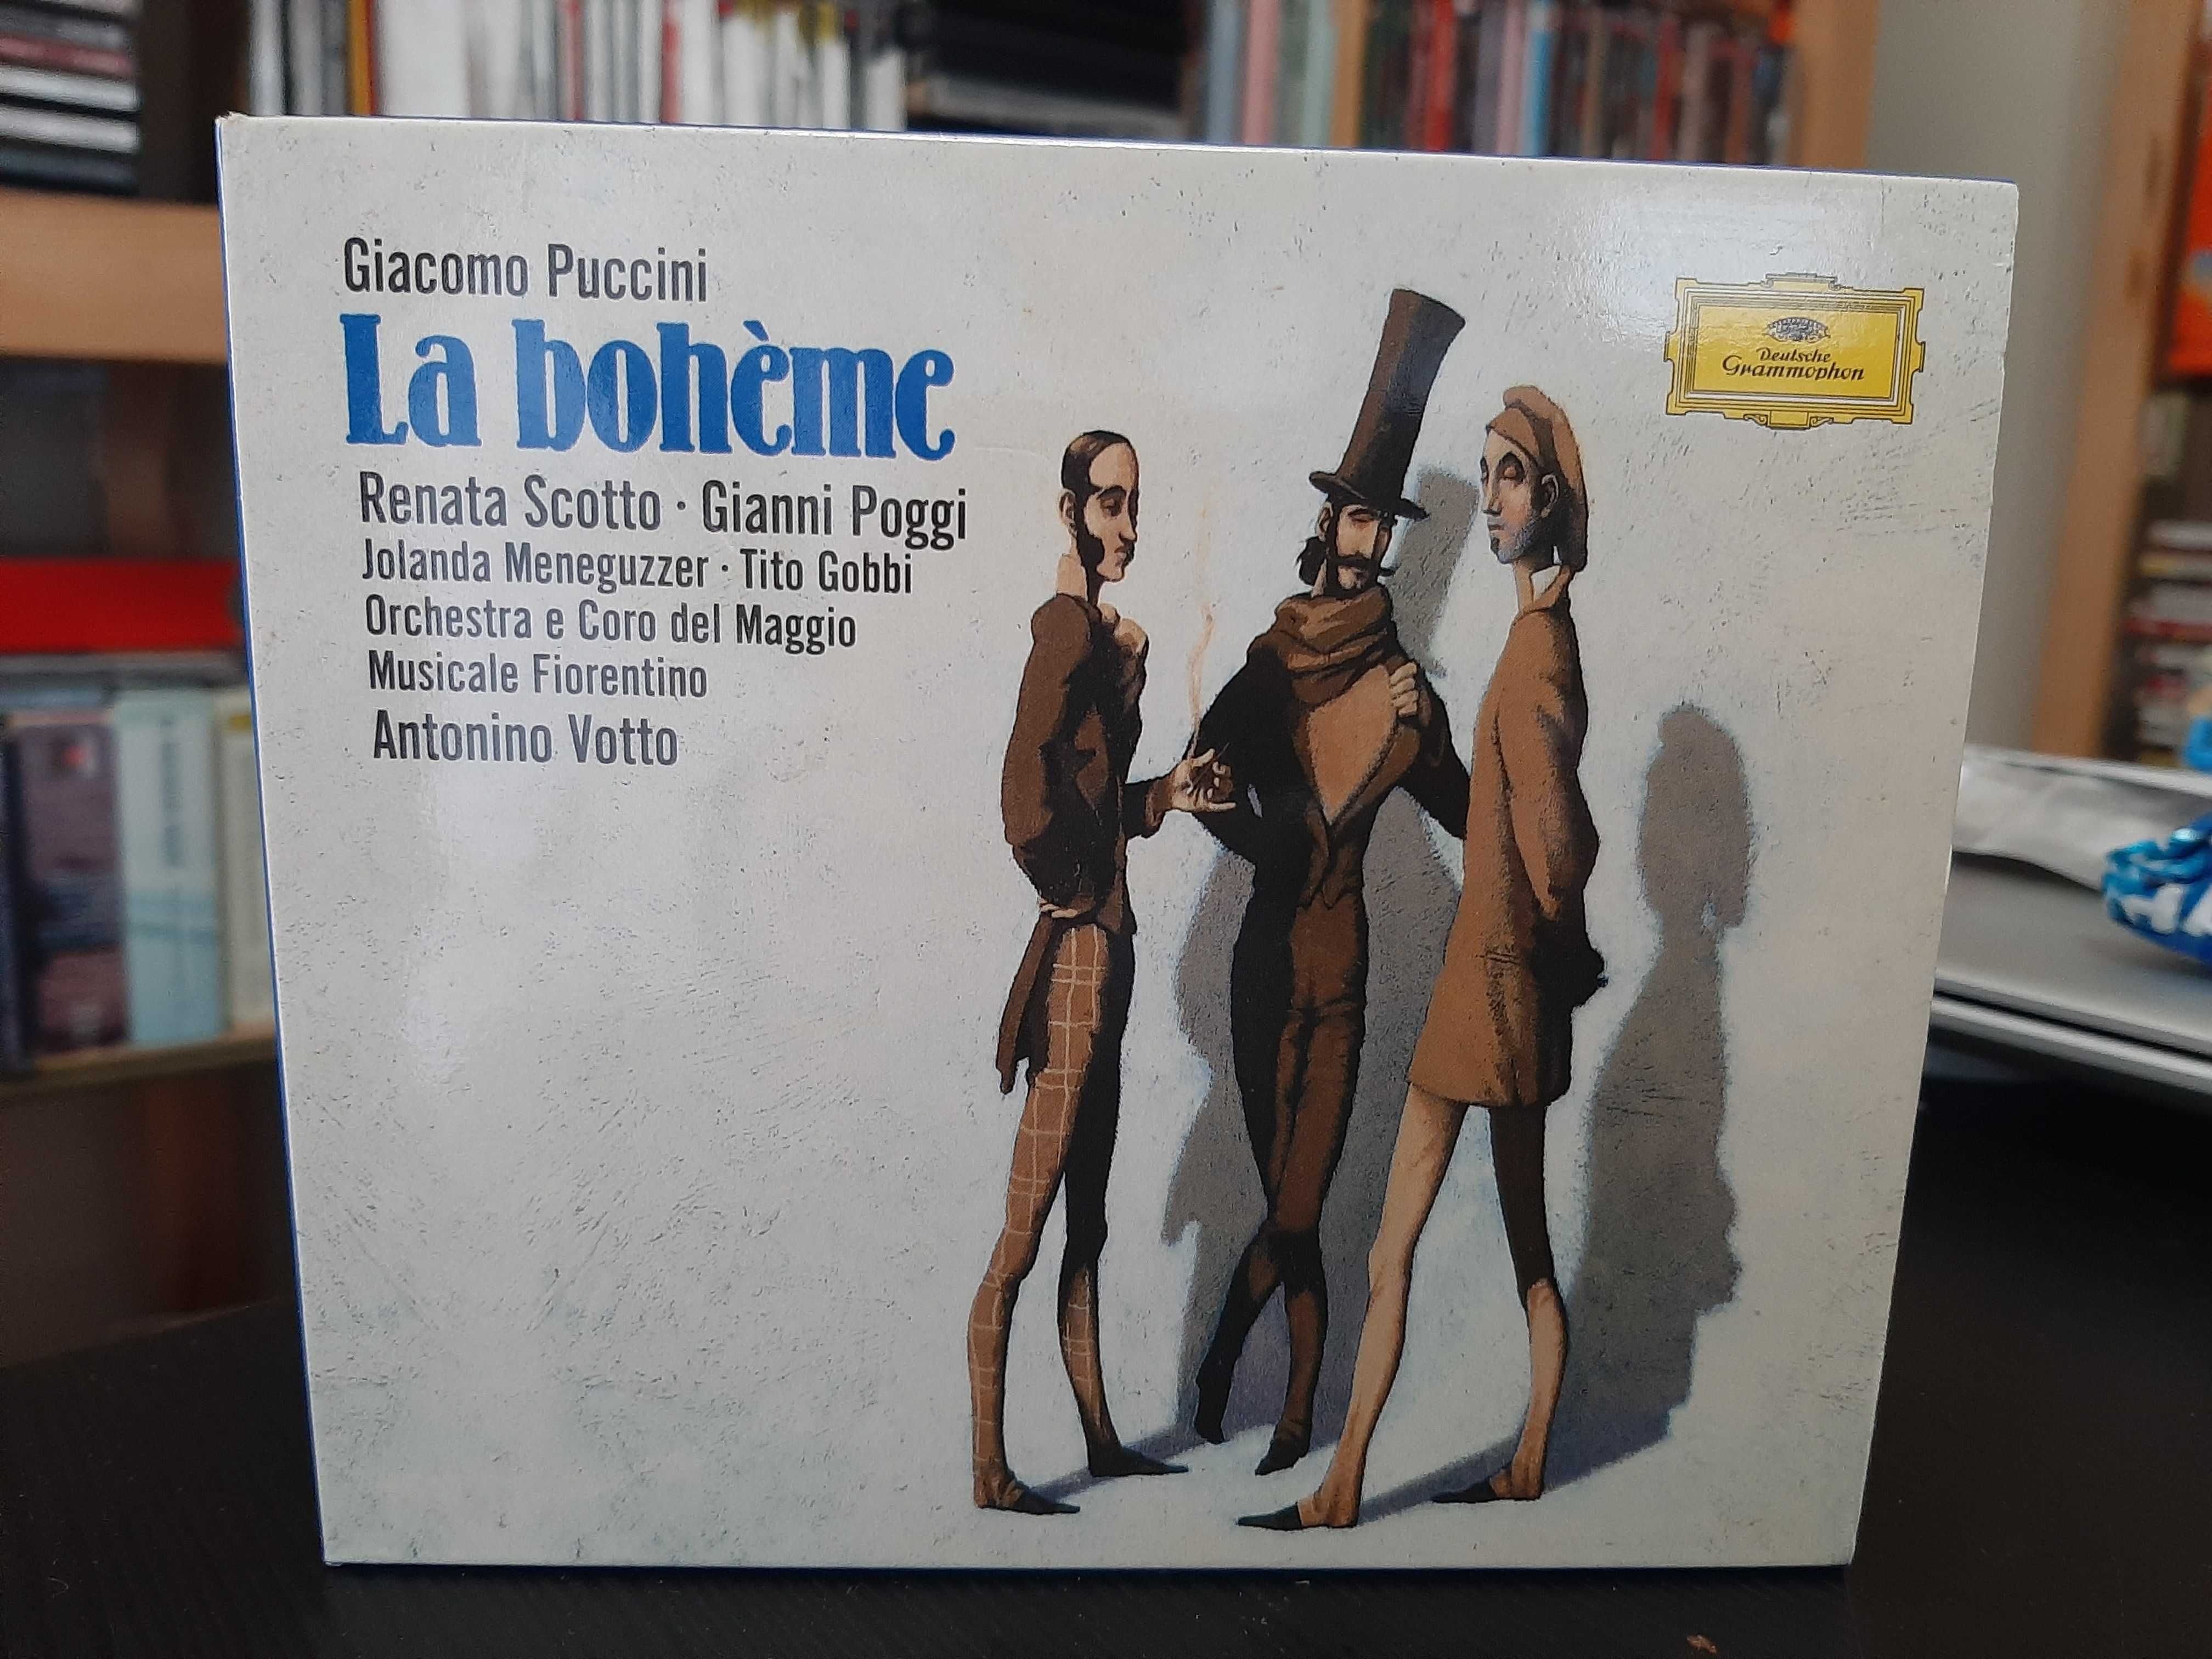 Giacomo Puccini
La bohème
Renata Scotto · Gianni Poggi
Jolanda Meneguzzer · Tito Gobbi
Orchestra e Coro del Maggio
Musicale Fiorentino
Antonino Votto
Deutsche
Grammophon